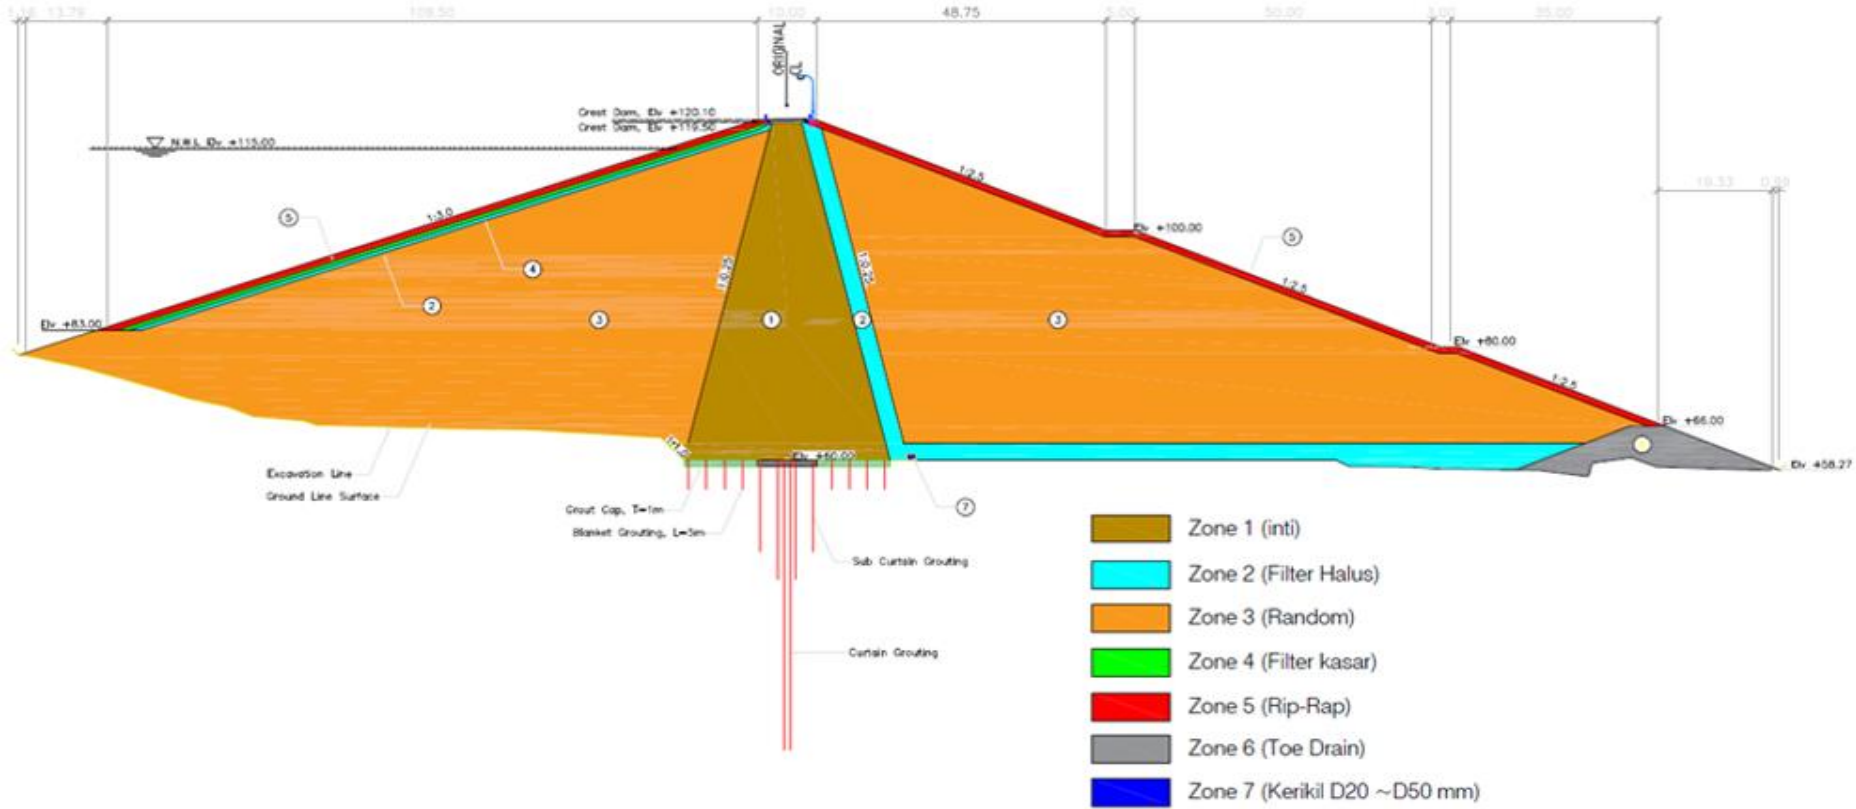 1.16 13.79 109.50 10.00 48.75 5.00 50.00 3.00 35.00
ORIGINAL
CL
Crest Dam, Elv +120.10
Crest Dam, Elv +119.50
N.W.L Elv +115.00
19.33
1:3.0
1:2.5
5
Elv +100.00
5
4
1:0.25
1:0.25
2
1:2.5
3
1
2
3
Elv +83.00
Elv +80.00
1:2.5
Elv +66.00
Elv +60.00
Elv +58.27
Excavation Line
Ground Line Surface
Grout Cap, T=1m
Blanket Grouting, L=5m
7
Sub Curtain Grouting
Curtain Grouting
Zone 1 (inti)
Zone 2 (Filter Halus)
Zone 3 (Random)
Zone 4 (Filter kasar)
Zone 5 (Rip-Rap)
Zone 6 (Toe Drain)
Zone 7 (Kerikil D20 ~D50 mm)